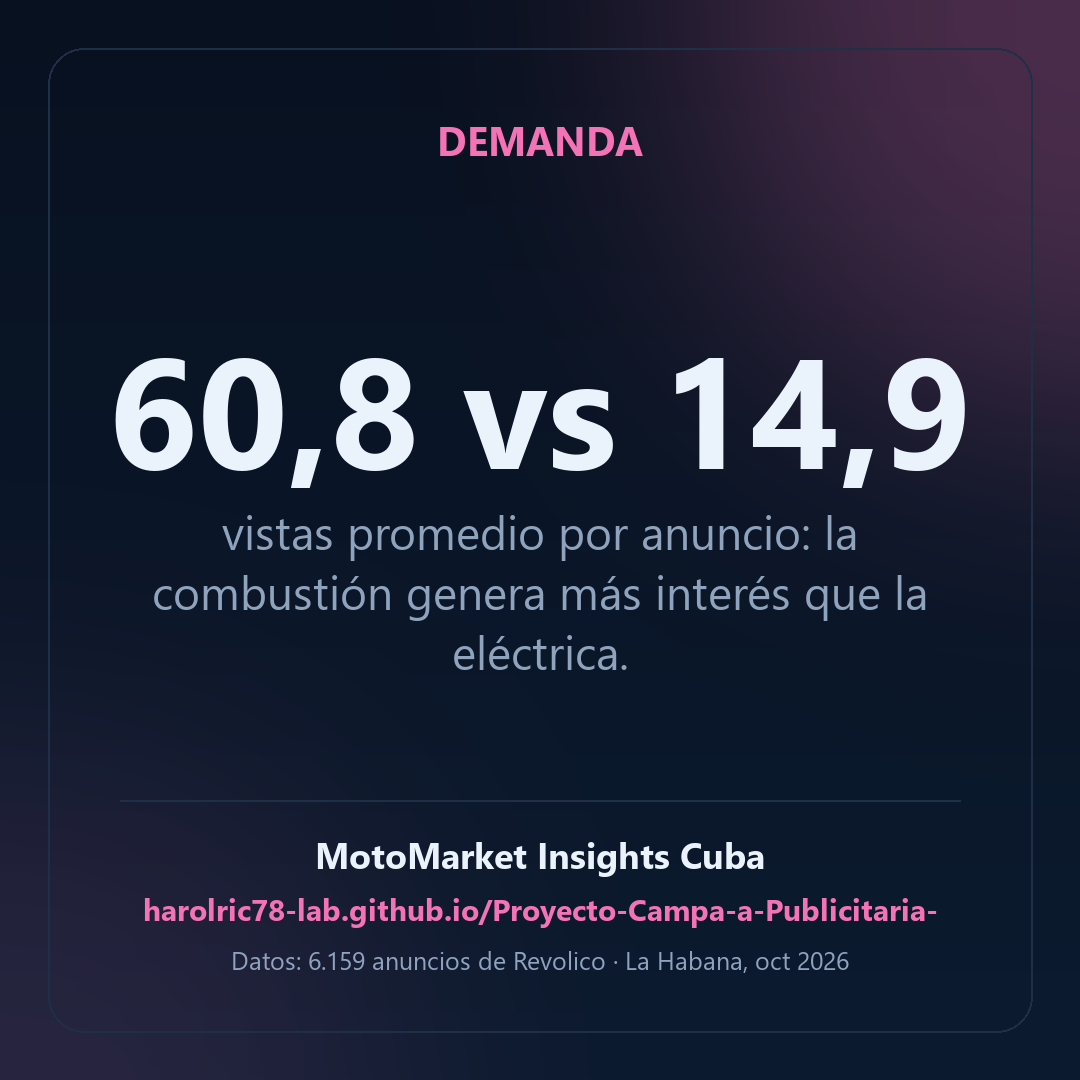 DEMANDA
60,8 vs 14,9
vistas promedio por anuncio: la
combustión genera más interés que la
eléctrica.
MotoMarket Insights Cuba
harolric78-lab.github.io/Proyecto-Campa-a-Publicitaria-
Datos: 6.159 anuncios de Revolico · La Habana, oct 2026